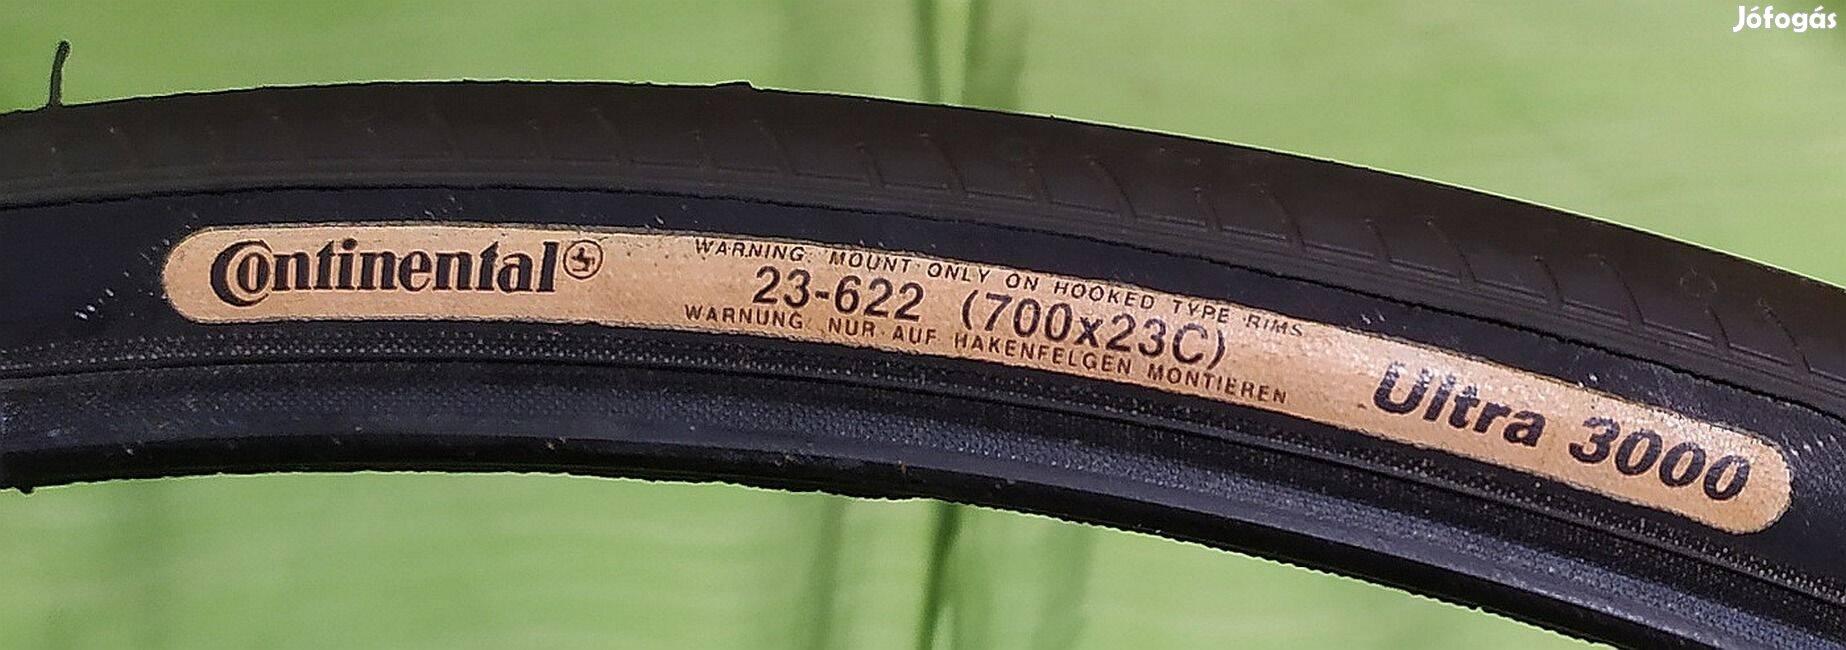 Jófogás
Continental
WARNING MOUNT ONLY ON HOOKED TYPE RIMS
23-622 (700x23C)
WARNUNG NUR AUF HAKENFELGEN MONTIEREN
Ultra 3000